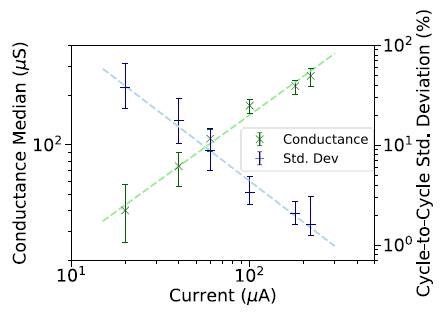 Conductance Median (μS)
10²
10²
10¹
10⁰
Cycle-to-Cycle Std. Deviation (%)
Conductance
Std. Dev
10¹
10²
Current (μA)